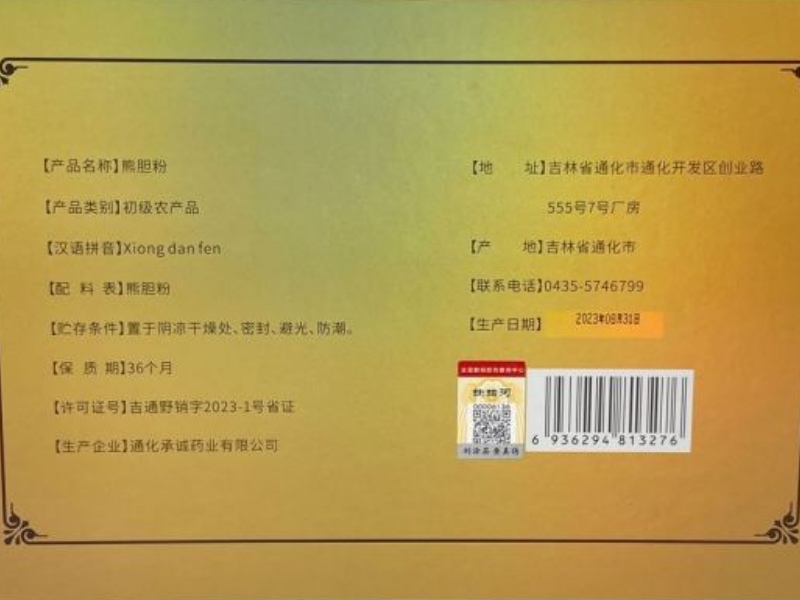 【产品名称】熊胆粉
【产品类别】初级农产品
【汉语拼音】Xiong dan fen
【配 料 表】熊胆粉
【贮存条件】置于阴凉干燥处、密封、避光、防潮。
【保 质 期】36个月
【许可证号】吉通野销字2023-1号省证
【生产企业】通化承诚药业有限公司
【地 址】吉林省通化市通化开发区创业路
555号7号厂房
【产 地】吉林省通化市
【联系电话】0435-5746799
【生产日期】2023年08月31日
刮涂层 查真伪
6 936294 813276